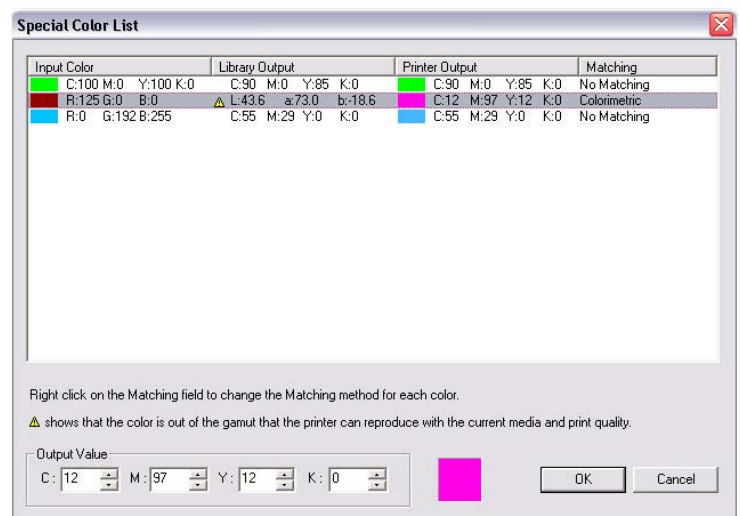 Special Color List
Input Color Library Output Printer Output Matching
C:100 M:0 Y:100 K:0 C:90 M:0 Y:85 K:0 C:90 M:0 Y:85 K:0 No Matching
R:125 G:0 B:0 L:43.6 a:73.0 b:-18.6 C:12 M:97 Y:12 K:0 Colorimetric
R:0 G:192 B:255 C:55 M:29 Y:0 K:0 C:55 M:29 Y:0 K:0 No Matching
Right click on the Matching field to change the Matching method for each color.
shows that the color is out of the gamut that the printer can reproduce with the current media and print quality.
Output Value
C: 12 M: 97 Y: 12 K: 0
OK Cancel